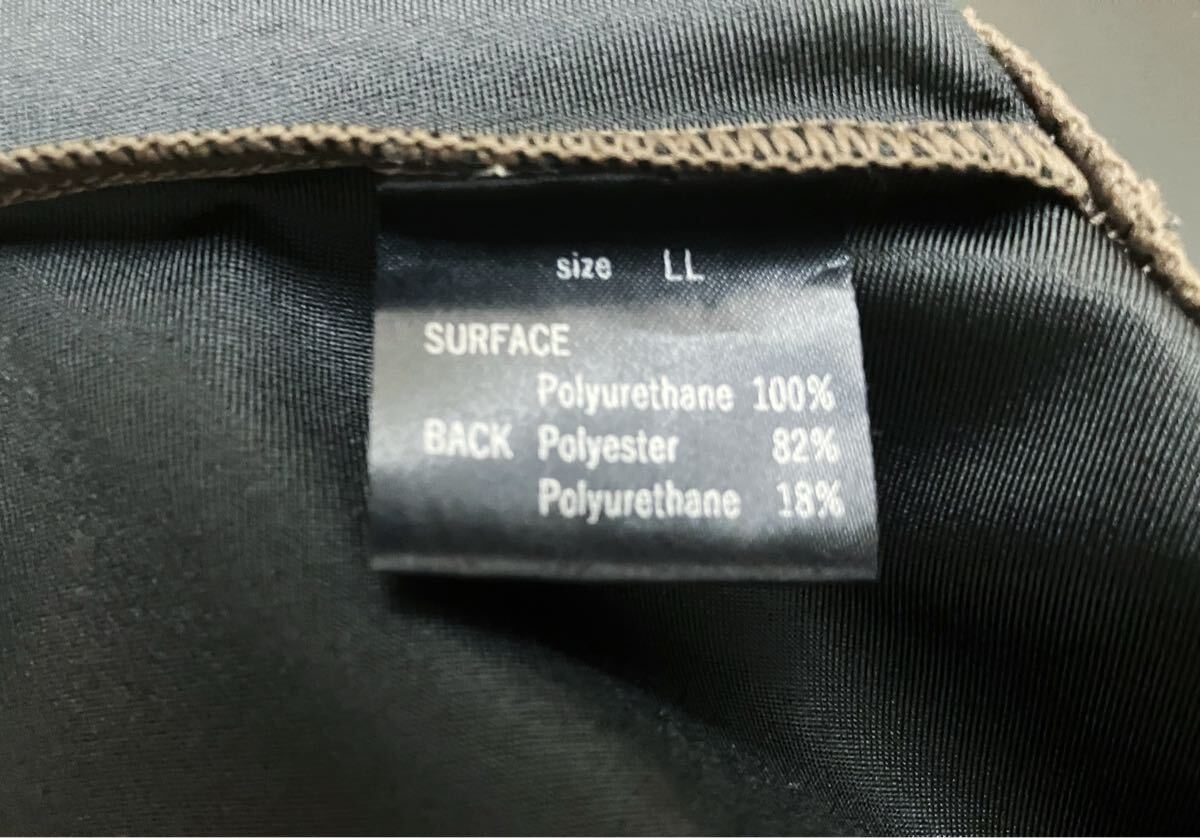 size LL
SURFACE
Polyurethane 100%
BACK Polyester 82%
Polyurethane 18%